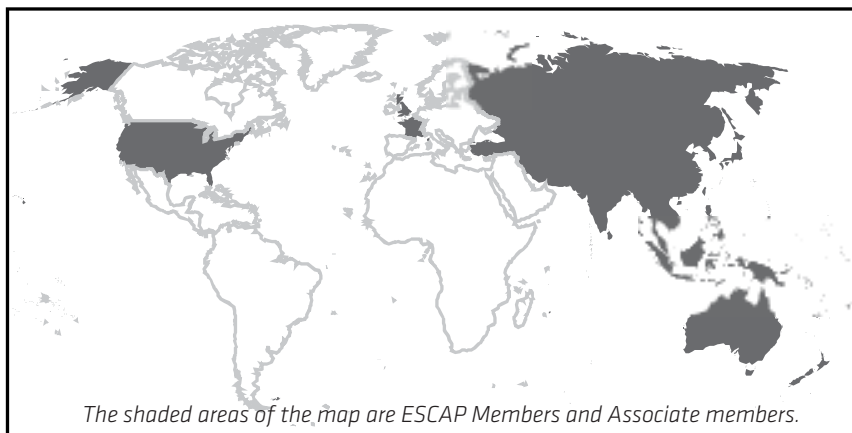 The shaded areas of the map are ESCAP Members and Associate members.